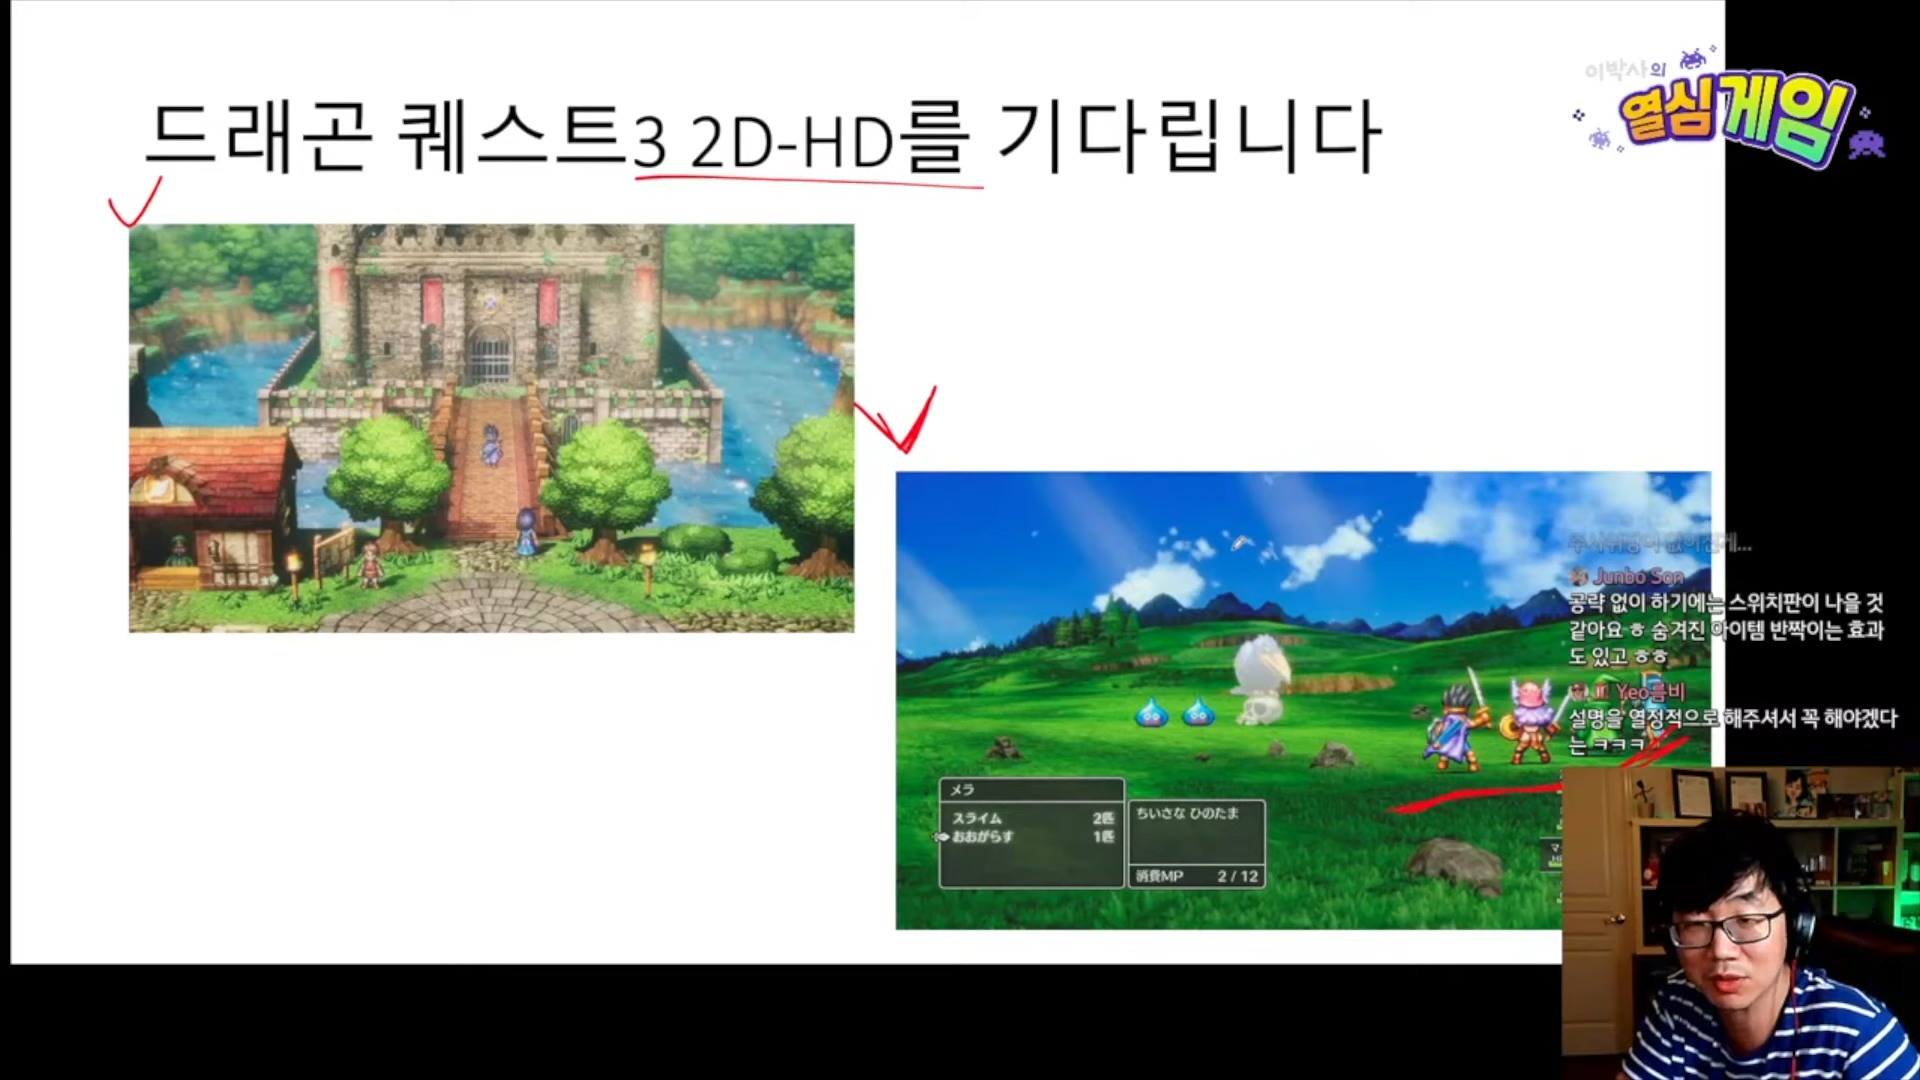 드래곤 퀘스트3 2D-HD를 기다립니다
이박사의
열심게임
Junbo Son
공략 없이 하기에는 스위치판이 나을 것
같아요 ㅎ 숨겨진 아이템 반짝이는 효과
도 있고 ㅎㅎ
Yeo름비
설명을 열정적으로 해주셔서 꼭 해야겠다
는 ㅋㅋㅋ
メラ
スライム 2匹
おおがらす 1匹
ちいさな ひのたま
消費MP 2 / 12